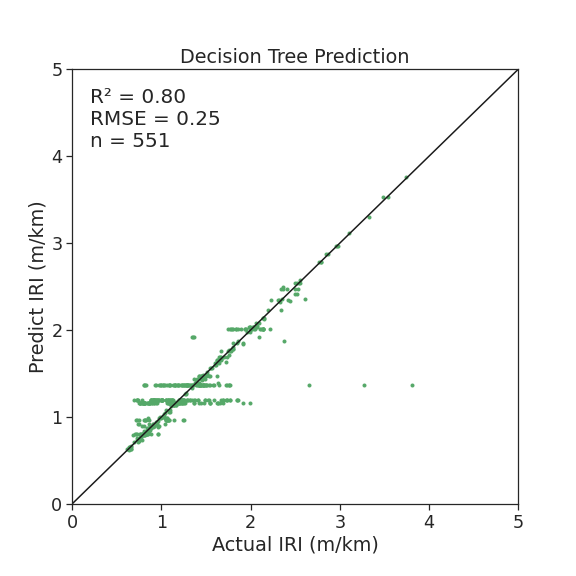 Decision Tree Prediction
R² = 0.80
RMSE = 0.25
n = 551
Predict IRI (m/km)
5
4
3
2
1
0
0 1 2 3 4 5
Actual IRI (m/km)